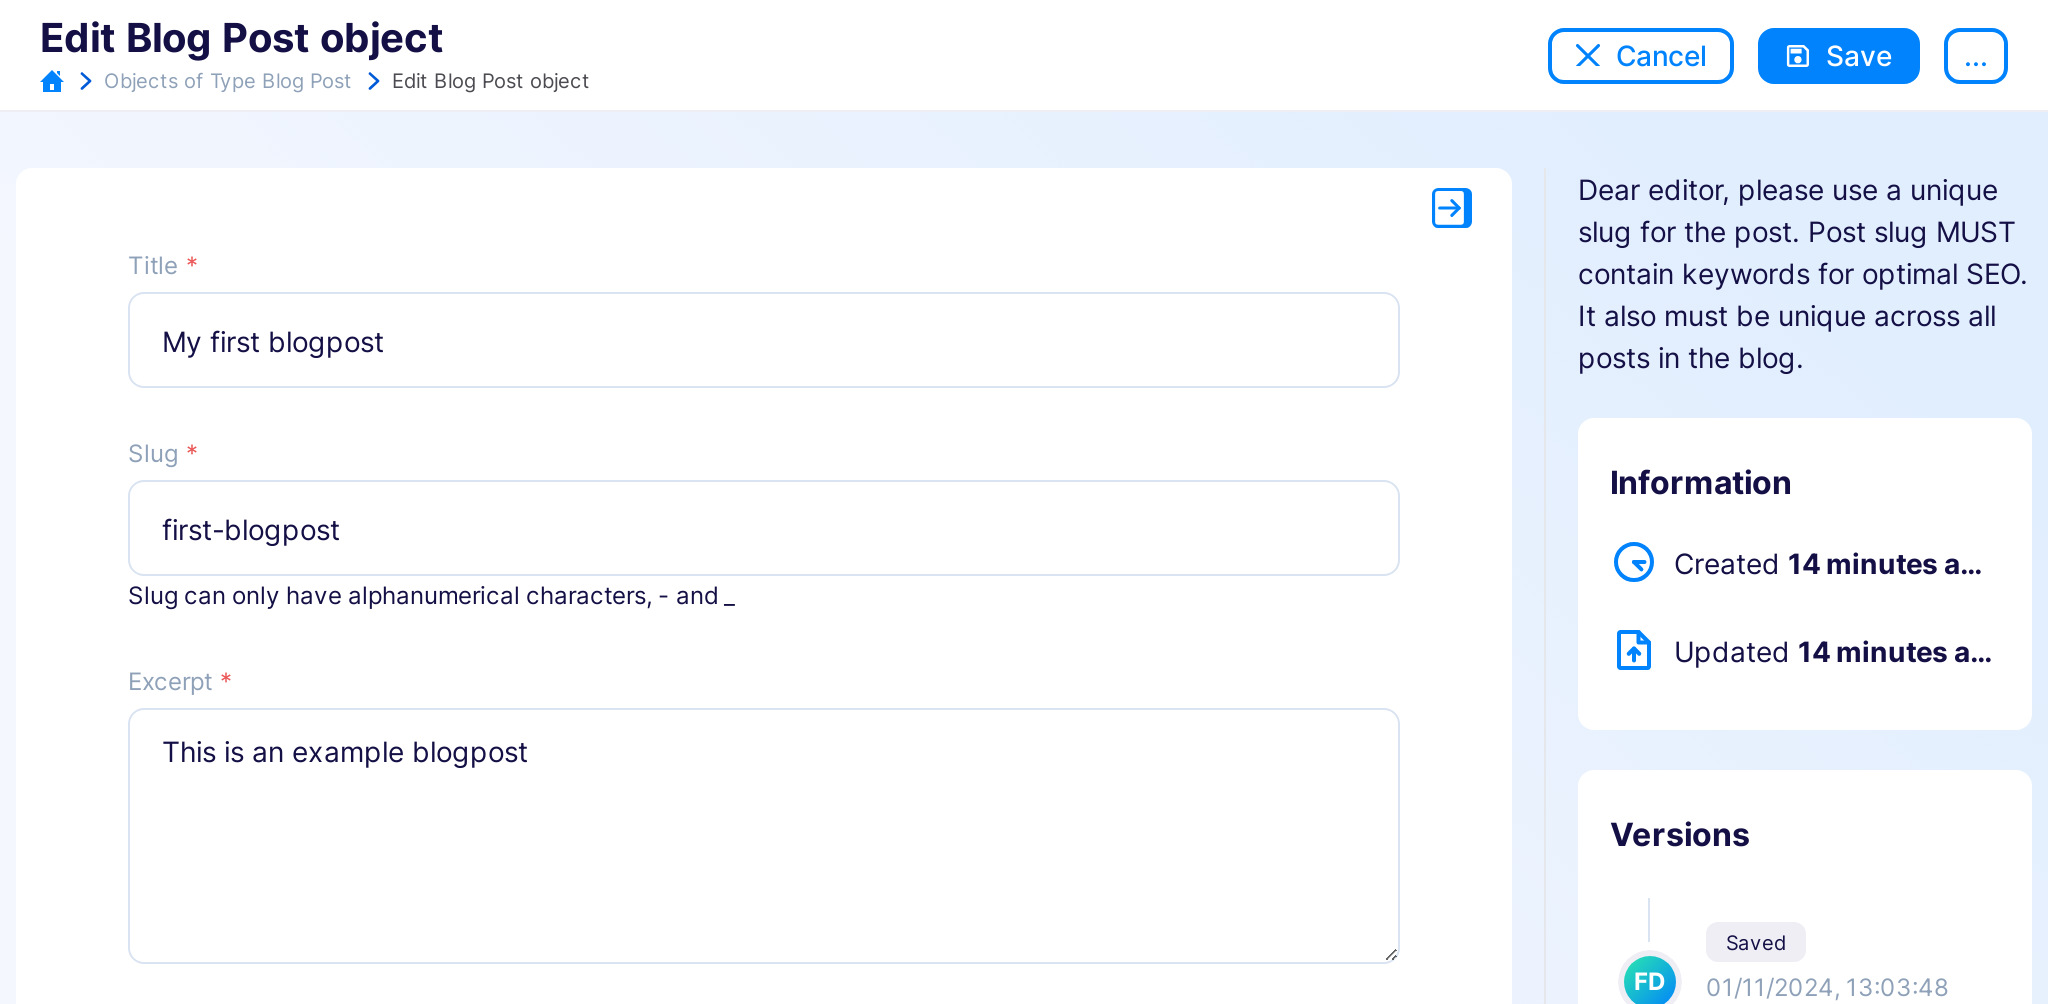 Edit Blog Post object
Objects of Type Blog Post Edit Blog Post object
Cancel
Save
...
Title *
My first blogpost
Slug *
first-blogpost
Slug can only have alphanumerical characters, - and _
Excerpt *
This is an example blogpost
Dear editor, please use a unique
slug for the post. Post slug MUST
contain keywords for optimal SEO.
It also must be unique across all
posts in the blog.
Information
Created 14 minutes a...
Updated 14 minutes a...
Versions
Saved
FD
01/11/2024, 13:03:48